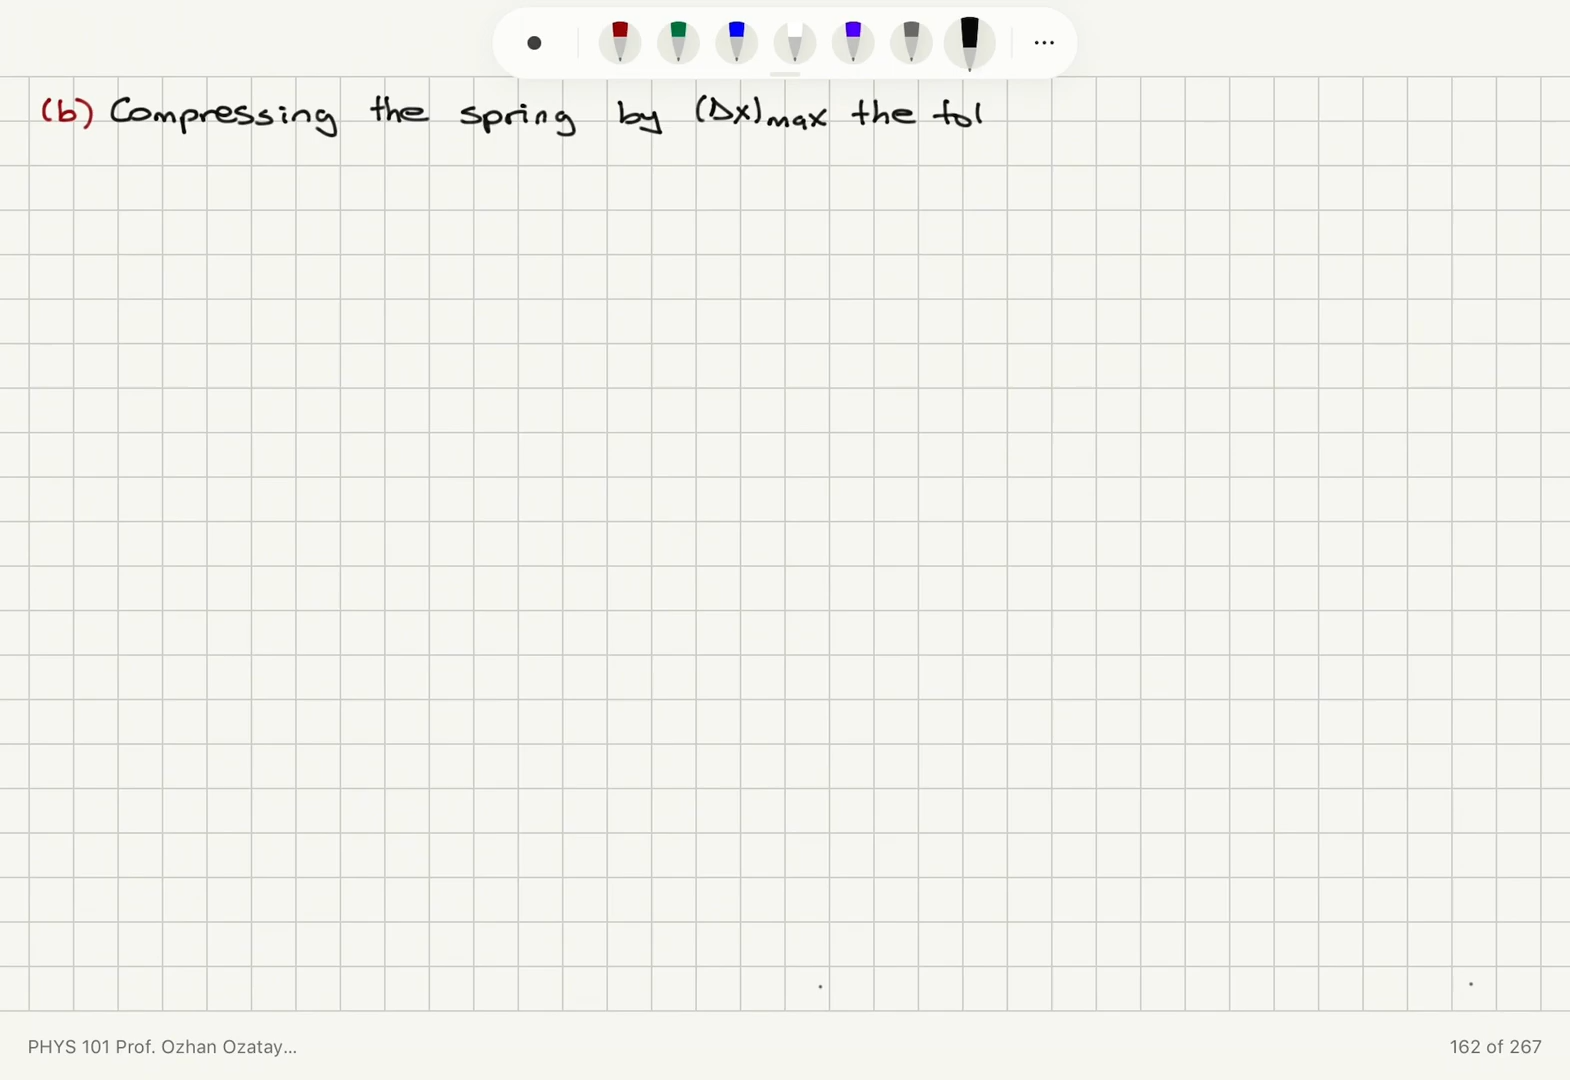 (b) Compressing the spring by (Δx)max the fol
PHYS 101 Prof. Ozhan Ozatay...
162 of 267